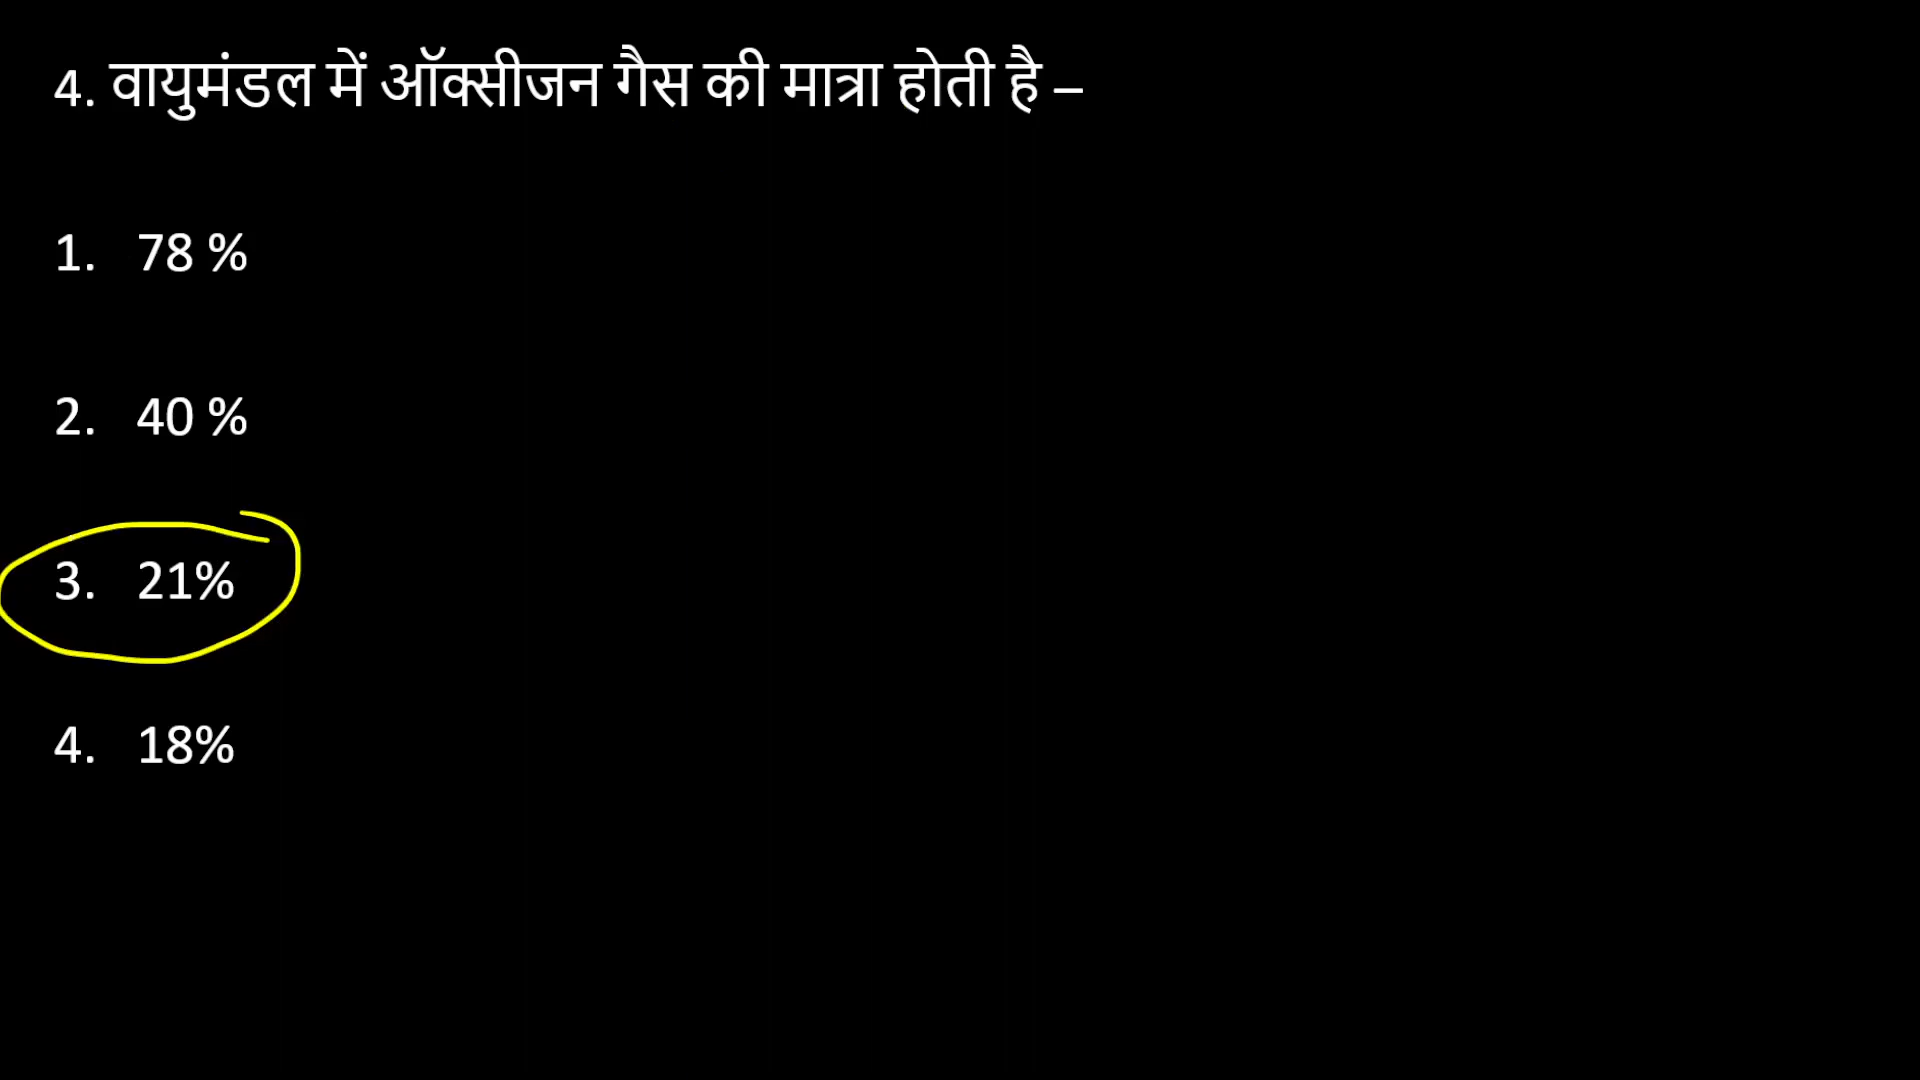 4. वायुमंडल में ऑक्सीजन गैस की मात्रा होती है –
1. 78 %
2. 40 %
3. 21%
4. 18%